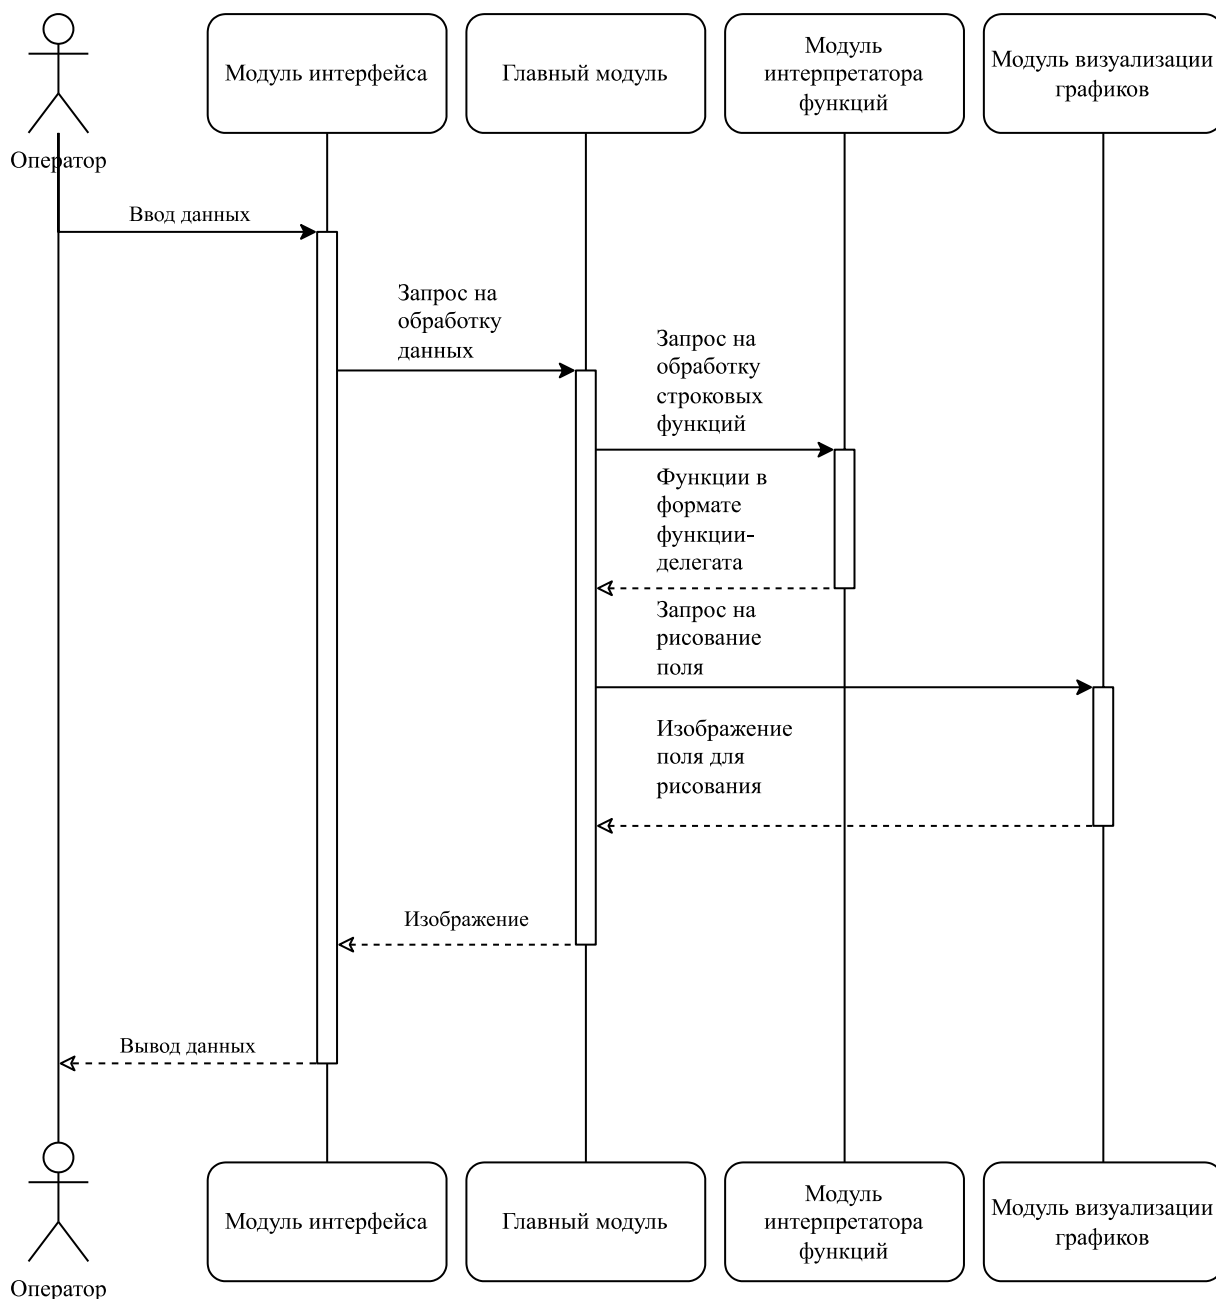 Модуль интерфейса
Главный модуль
Модуль
интерпретатора
функций
Модуль визуализации
графиков
Оператор
Ввод данных
Запрос на
обработку
данных
Запрос на
обработку
строковых
функций
Функции в
формате
функции-
делегата
Запрос на
рисование
поля
Изображение
поля для
рисования
Изображение
Вывод данных
Модуль интерфейса
Главный модуль
Модуль
интерпретатора
функций
Модуль визуализации
графиков
Оператор